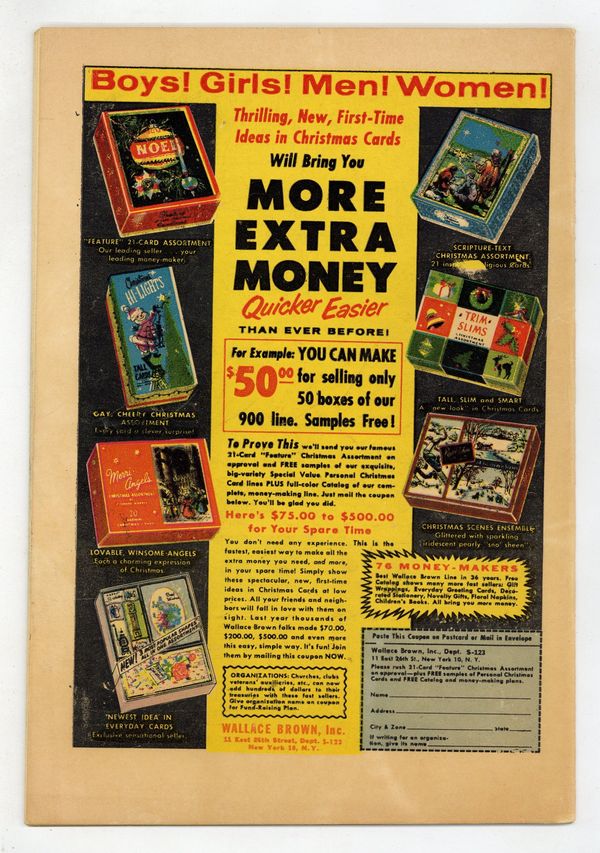 Boys! Girls! Men! Women!
Thrilling, New, First-Time
Ideas in Christmas Cards
Will Bring You
MORE
EXTRA
MONEY
Quicker Easier
THAN EVER BEFORE!
For Example: YOU CAN MAKE
$50.00 for selling only
50 boxes of our
900 line. Samples Free!
To Prove This we'll send you our famous
21-Card "Feature" Christmas Assortment on
approval and FREE samples of our exquisite,
big-variety Special Value Personal Christmas
Card lines PLUS full-color Catalog of our com-
plete, money-making line. Just mail the coupon
below. You'll be glad you did.
Here's $75.00 to $500.00
for Your Spare Time
You don't need any experience. This is the
fastest, easiest way to make all the
extra money you need, and more,
in your spare time! Simply show
these spectacular, new, first-time
ideas in Christmas Cards at low
prices. All your friends and neigh-
bors will fall in love with them on
sight. Last year thousands of
Wallace Brown folks made $70.00,
$200.00, $500.00 and even more
this easy, simple way. It's fun! Join
them by mailing this coupon NOW.
ORGANIZATIONS: Churches, clubs
veterans' auxiliaries, etc., can now
add hundreds of dollars to their
treasuries with these fast sellers.
Give organization name on coupon
for Fund-Raising Plan.
WALLACE BROWN, Inc.
11 East 26th Street, Dept. S-123
New York 10, N. Y.
NOEL
"FEATURE" 21-CARD ASSORTMENT
Our leading seller . . . your
leading money-maker.
Christmas
HI-LIGHTS
TALL
GAY, CHEERY CHRISTMAS
ASSORTMENT
Every card a clever surprise!
Merri-Angels
CHRISTMAS ASSORTMENT
20
LOVABLE, WINSOME ANGELS
Each a charming expression
of Christmas.
NEW!
"NEWEST IDEA IN
EVERYDAY CARDS
Exclusive sensational seller.
SCRIPTURE-TEXT
CHRISTMAS ASSORTMENT
21 religious Cards
TRIM
SLIMS
CHRISTMAS
ASSORTMENT
TALL, SLIM and SMART
A "new look" in Christmas Cards
CHRISTMAS SCENES ENSEMBLE
Glittered with sparkling
iridescent pearly "sno" sheen
76 MONEY-MAKERS
Best Wallace Brown Line in 36 years. Free
Catalog shows many more fast sellers: Gift
Wrappings, Everyday Greeting Cards, Deco-
rated Stationery, Novelty Gifts, Floral Napkins,
Children's Books. All bring you more money.
Paste This Coupon on Postcard or Mail in Envelope
Wallace Brown, Inc., Dept. S-123
11 East 26th St., New York 10, N. Y.
Please rush 21-Card "Feature" Christmas Assortment
on approval—plus FREE samples of Personal Christmas
Cards and FREE Catalog and money-making plans.
Name
Address
City & Zone State
If writing for an organiza-
tion, give its name